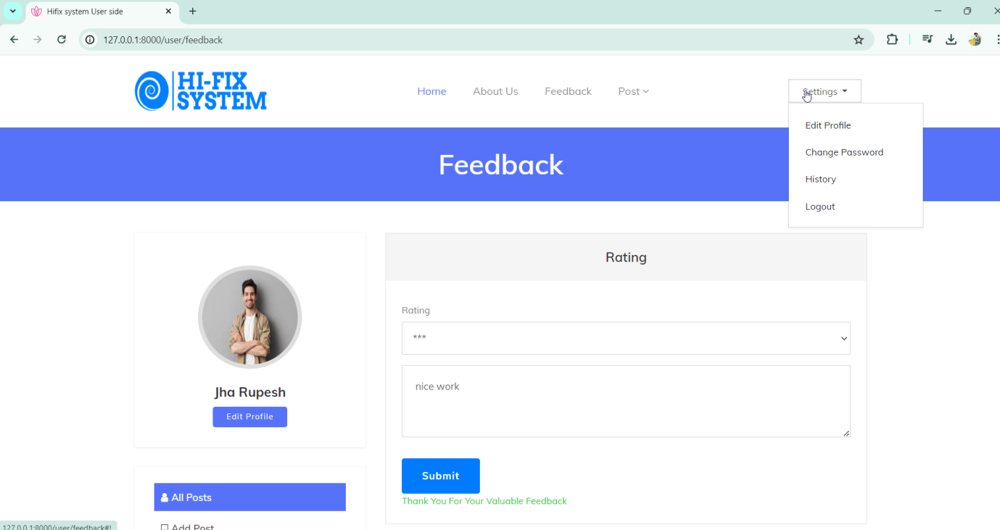 Hifix system User side
127.0.0.1:8000/user/feedback
HI-FIX
SYSTEM
Home
About Us
Feedback
Post
Settings
Edit Profile
Change Password
History
Logout
Feedback
Jha Rupesh
Edit Profile
All Posts
Add Post
Rating
Rating
***
nice work
Submit
Thank You For Your Valuable Feedback
127.0.0.1:8000/user/feedback#!